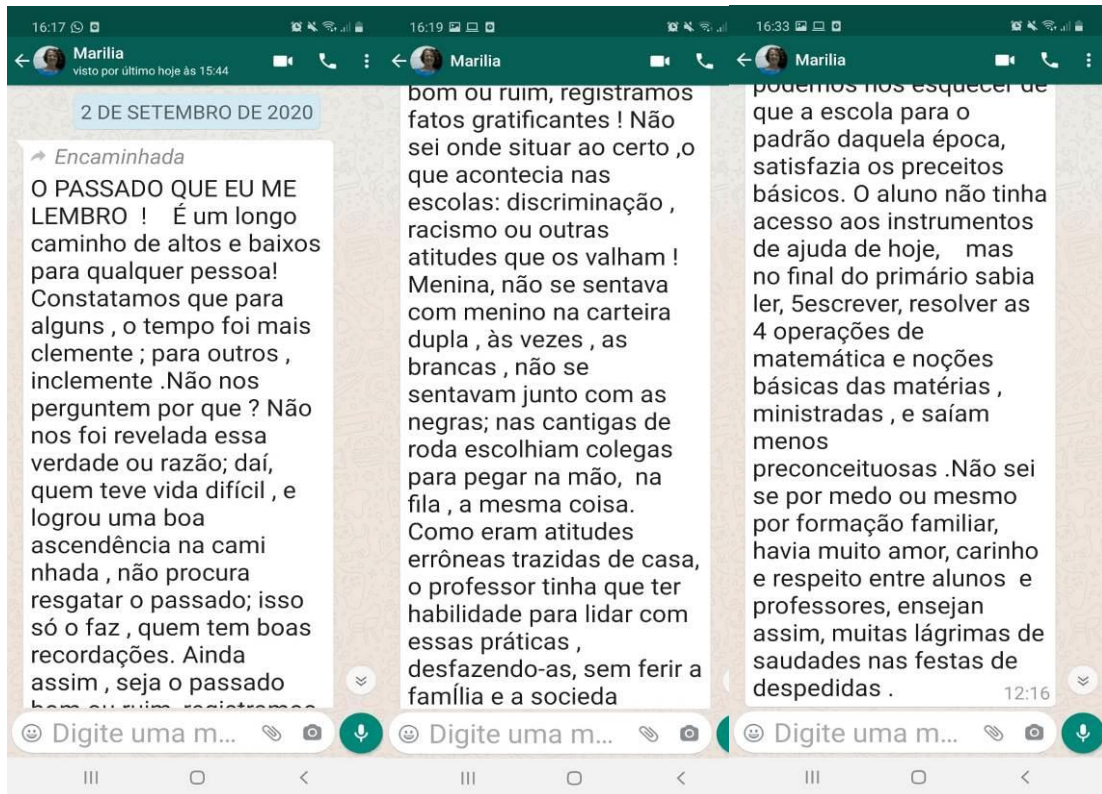 16:17
Marilia
visto por último hoje às 15:44
2 DE SETEMBRO DE 2020
Encaminhada
O PASSADO QUE EU ME
LEMBRO ! É um longo
caminho de altos e baixos
para qualquer pessoa!
Constatamos que para
alguns , o tempo foi mais
clemente ; para outros ,
inclemente .Não nos
perguntem por que ? Não
nos foi revelada essa
verdade ou razão; daí,
quem teve vida difícil , e
logrou uma boa
ascendência na cami
nhada , não procura
resgatar o passado; isso
só o faz , quem tem boas
recordações. Ainda
assim , seja o passado
bom ou ruim, registramos
Digite uma m...
16:19
Marilia
bom ou ruim, registramos
fatos gratificantes ! Não
sei onde situar ao certo ,o
que acontecia nas
escolas: discriminação ,
racismo ou outras
atitudes que os valham !
Menina, não se sentava
com menino na carteira
dupla , às vezes , as
brancas , não se
sentavam junto com as
negras; nas cantigas de
roda escolhiam colegas
para pegar na mão, na
fila , a mesma coisa.
Como eram atitudes
errôneas trazidas de casa,
o professor tinha que ter
habilidade para lidar com
essas práticas ,
desfazendo-as, sem ferir a
família e a socieda
Digite uma m...
16:33
Marilia
podemos nos esquecer de
que a escola para o
padrão daquela época,
satisfazia os preceitos
básicos. O aluno não tinha
acesso aos instrumentos
de ajuda de hoje, mas
no final do primário sabia
ler, 5escrever, resolver as
4 operações de
matemática e noções
básicas das matérias ,
ministradas , e saíam
menos
preconceituosas .Não sei
se por medo ou mesmo
por formação familiar,
havia muito amor, carinho
e respeito entre alunos e
professores, ensejan
assim, muitas lágrimas de
saudades nas festas de
despedidas .
12:16
Digite uma m...